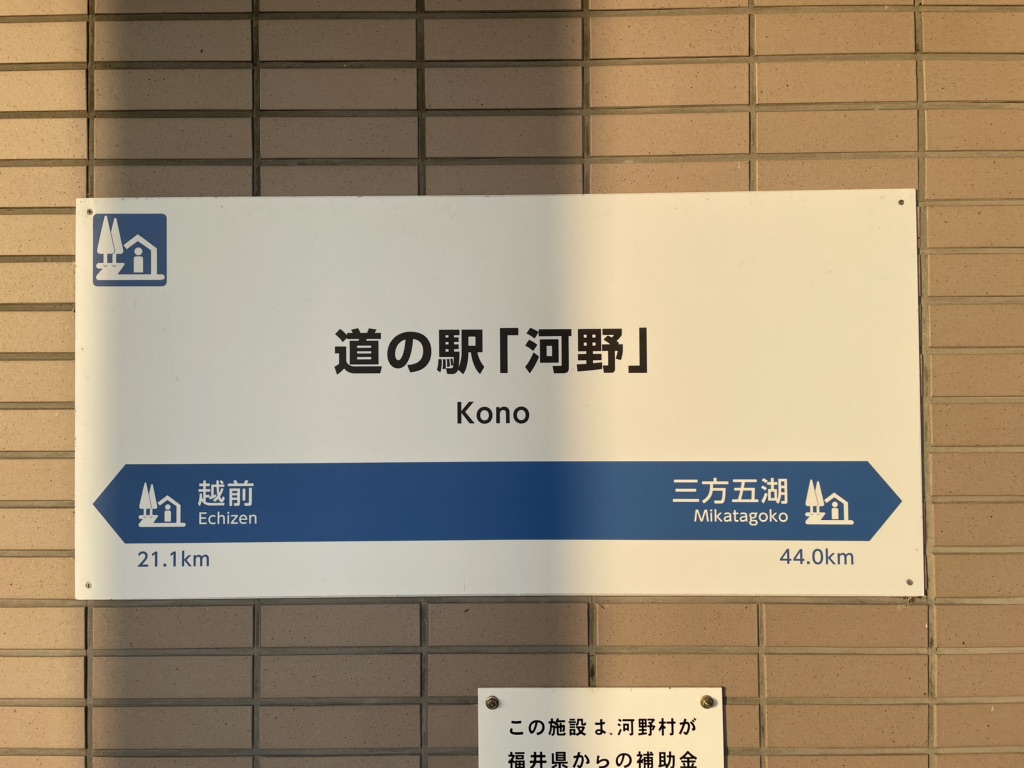 道の駅「河野」
Kono
越前
Echizen
三方五湖
Mikatagoko
21.1km
44.0km
この施設は、河野村が
福井県からの補助金